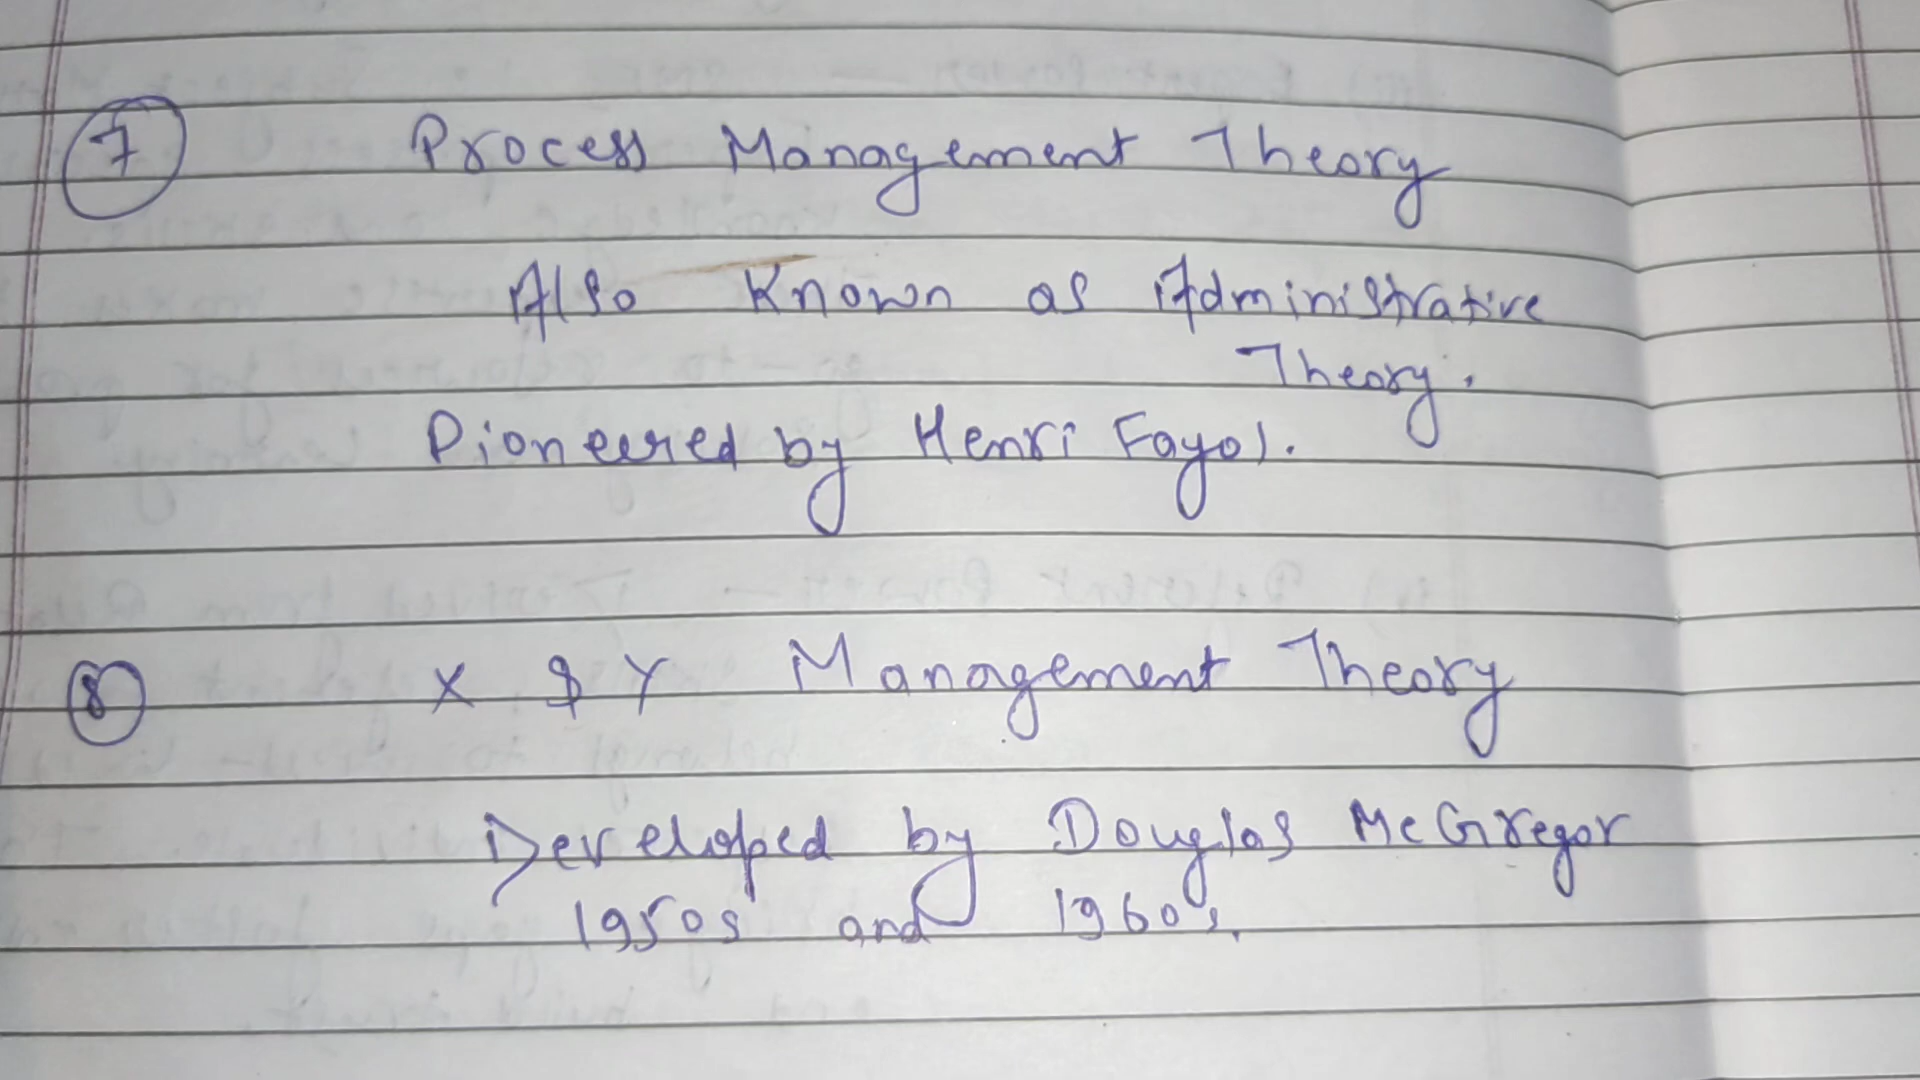 7 Process Management Theory
Also Known as Administrative
Theory.
Pioneered by Henri Fayol.
8 X & Y Management Theory
Developed by Douglas McGregor
1950s and 1960s.